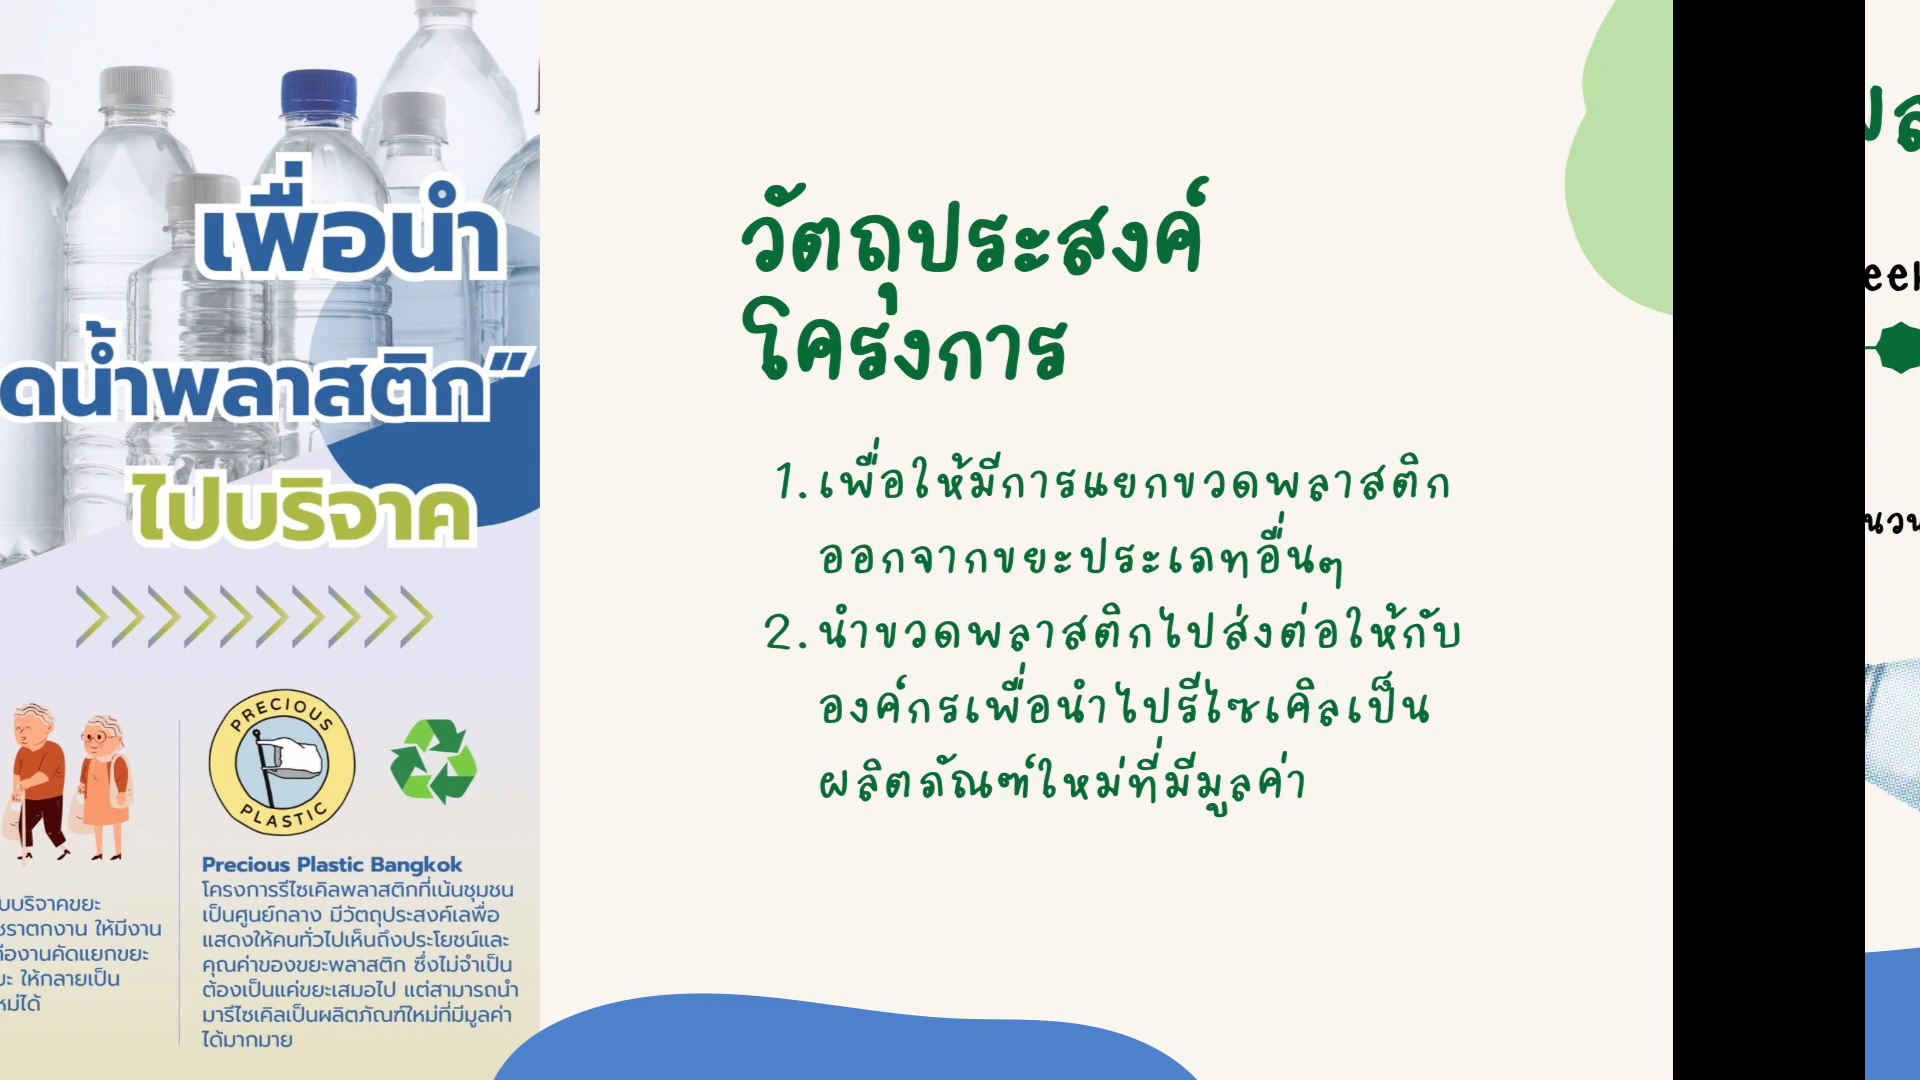 เพื่อนำ
ดน้ำพลาสติก”
ไปบริจาค
PRECIOUS
PLASTIC
บบริจาคขยะ
ชราตกงาน ให้มีงาน
ืองานคัดแยกขยะ
ยะ ให้กลายเป็น
หม่ได้
Precious Plastic Bangkok
โครงการรีไซเคิลพลาสติกที่เน้นชุมชน
เป็นศูนย์กลาง มีวัตถุประสงค์เลพื่อ
แสดงให้คนทั่วไปเห็นถึงประโยชน์และ
คุณค่าของขยะพลาสติก ซึ่งไม่จำเป็น
ต้องเป็นแค่ขยะเสมอไป แต่สามารถนำ
มารีไซเคิลเป็นผลิตภัณฑ์ใหม่ที่มีมูลค่า
ได้มากมาย
วัตถุประสงค์
โครงการ
1. เพื่อให้มีการแยกขวดพลาสติก
ออกจากขยะประเภทอื่นๆ
2. นำขวดพลาสติกไปส่งต่อให้กับ
องค์กรเพื่อนำไปรีไซเคิลเป็น
ผลิตภัณฑ์ใหม่ที่มีมูลค่า